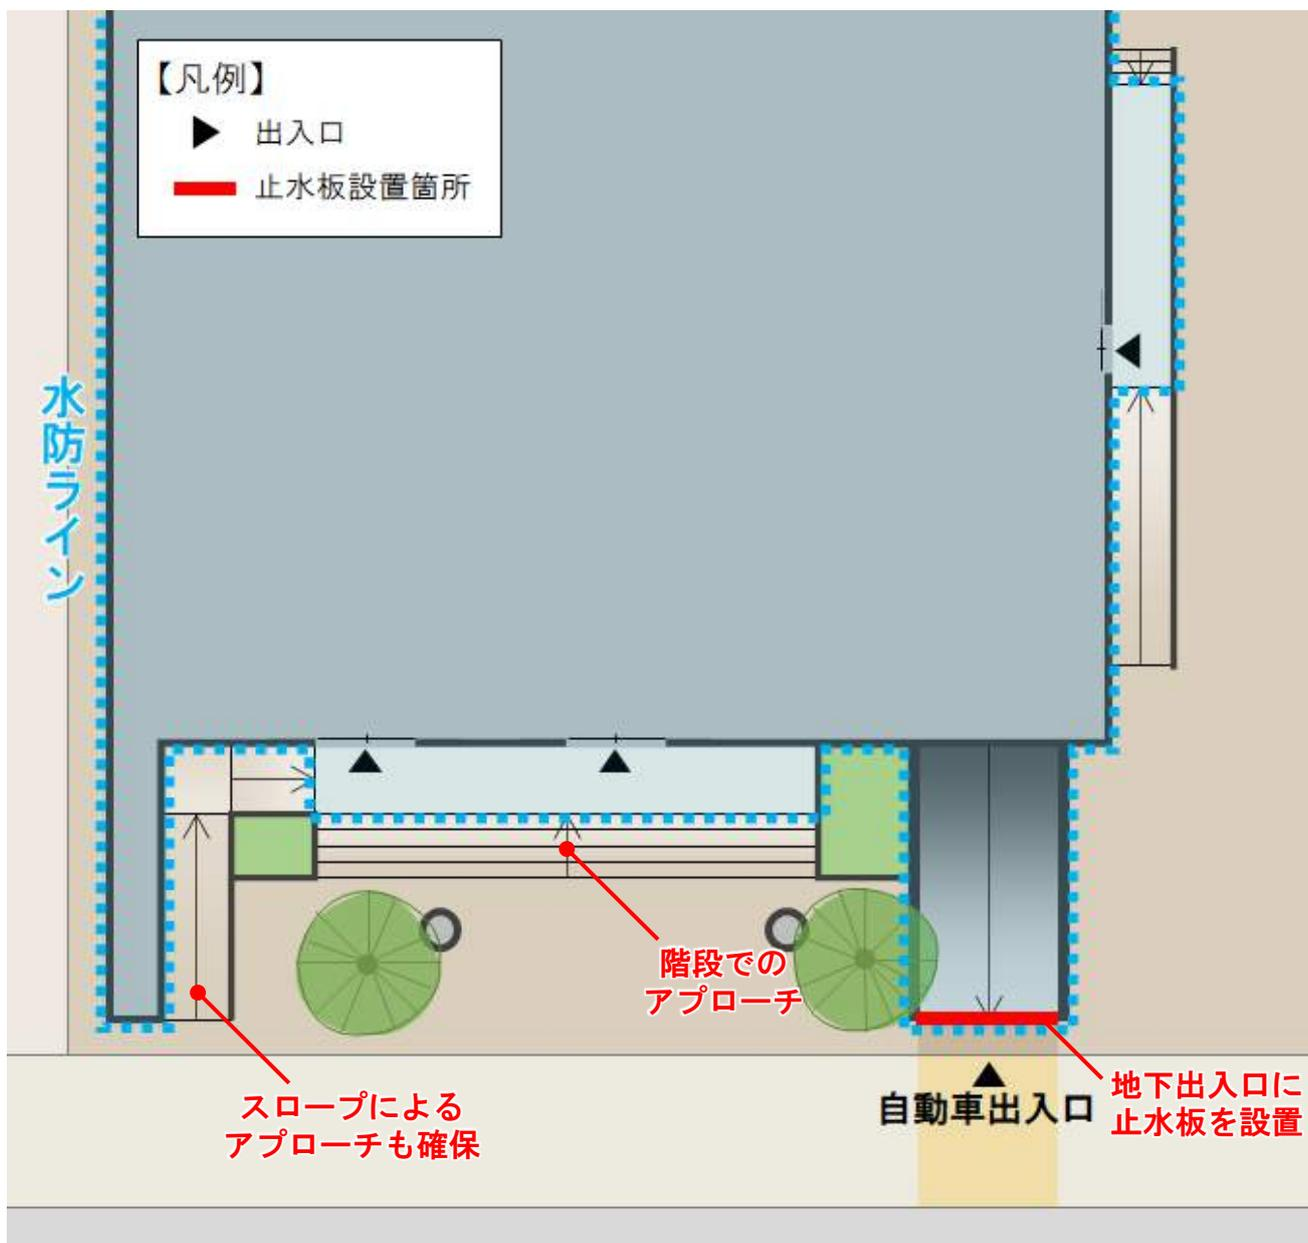 【凡例】
出入口
止水板設置箇所
水防ライン
階段での
アプローチ
スロープによる
アプローチも確保
自動車出入口
地下出入口に
止水板を設置